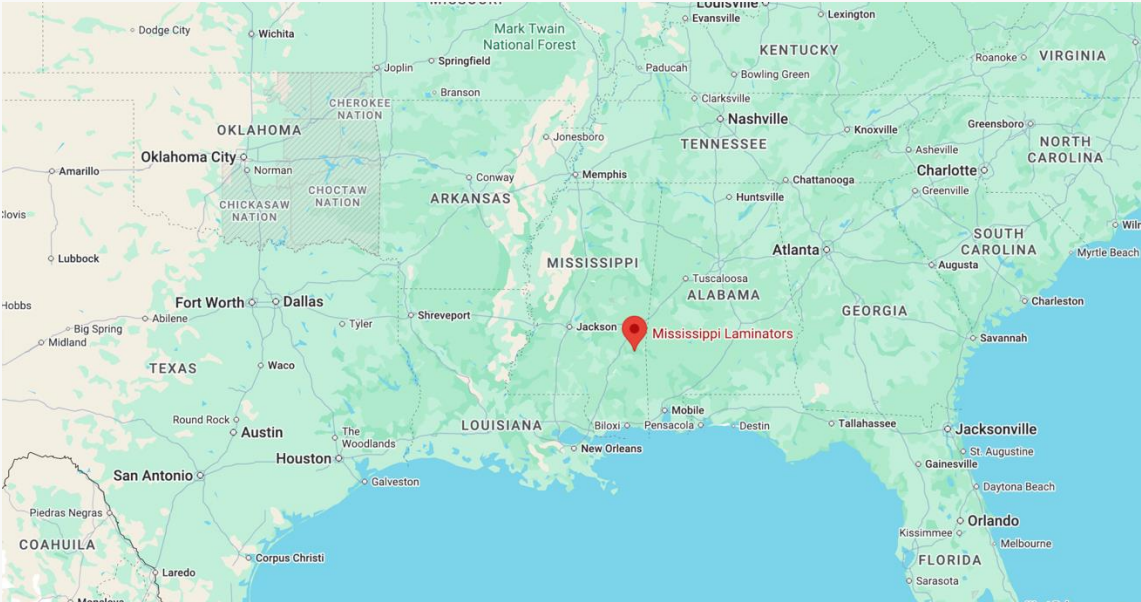 MISSOURI
Louisville
Evansville
Lexington
Dodge City
Wichita
Mark Twain
National Forest
KENTUCKY
Roanoke
VIRGINIA
Joplin
Springfield
Paducah
Bowling Green
Branson
CHEROKEE
NATION
Clarksville
Nashville
Greensboro
OKLAHOMA
Jonesboro
Knoxville
TENNESSEE
NORTH
CAROLINA
Oklahoma City
Asheville
Amarillo
Norman
Conway
Memphis
Chattanooga
Charlotte
CHOCTAW
NATION
ARKANSAS
Huntsville
Greenville
CHICKASAW
NATION
Clovis
SOUTH
CAROLINA
Atlanta
Lubbock
MISSISSIPPI
Augusta
Myrtle Beach
Tuscaloosa
ALABAMA
Hobbs
Fort Worth
Dallas
Charleston
GEORGIA
Abilene
Tyler
Shreveport
Big Spring
Jackson
Mississippi Laminators
Midland
Savannah
TEXAS
Waco
Round Rock
Mobile
Austin
The
Woodlands
LOUISIANA
Biloxi
Pensacola
Destin
Tallahassee
Jacksonville
New Orleans
St. Augustine
Houston
Gainesville
San Antonio
Galveston
Daytona Beach
Piedras Negras
Orlando
Kissimmee
COAHUILA
Melbourne
Corpus Christi
FLORIDA
Laredo
Sarasota